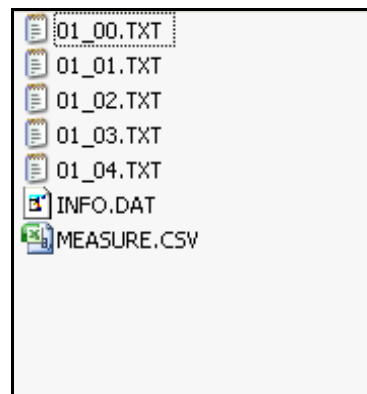 01_00.TXT
01_01.TXT
01_02.TXT
01_03.TXT
01_04.TXT
INFO.DAT
MEASURE.CSV